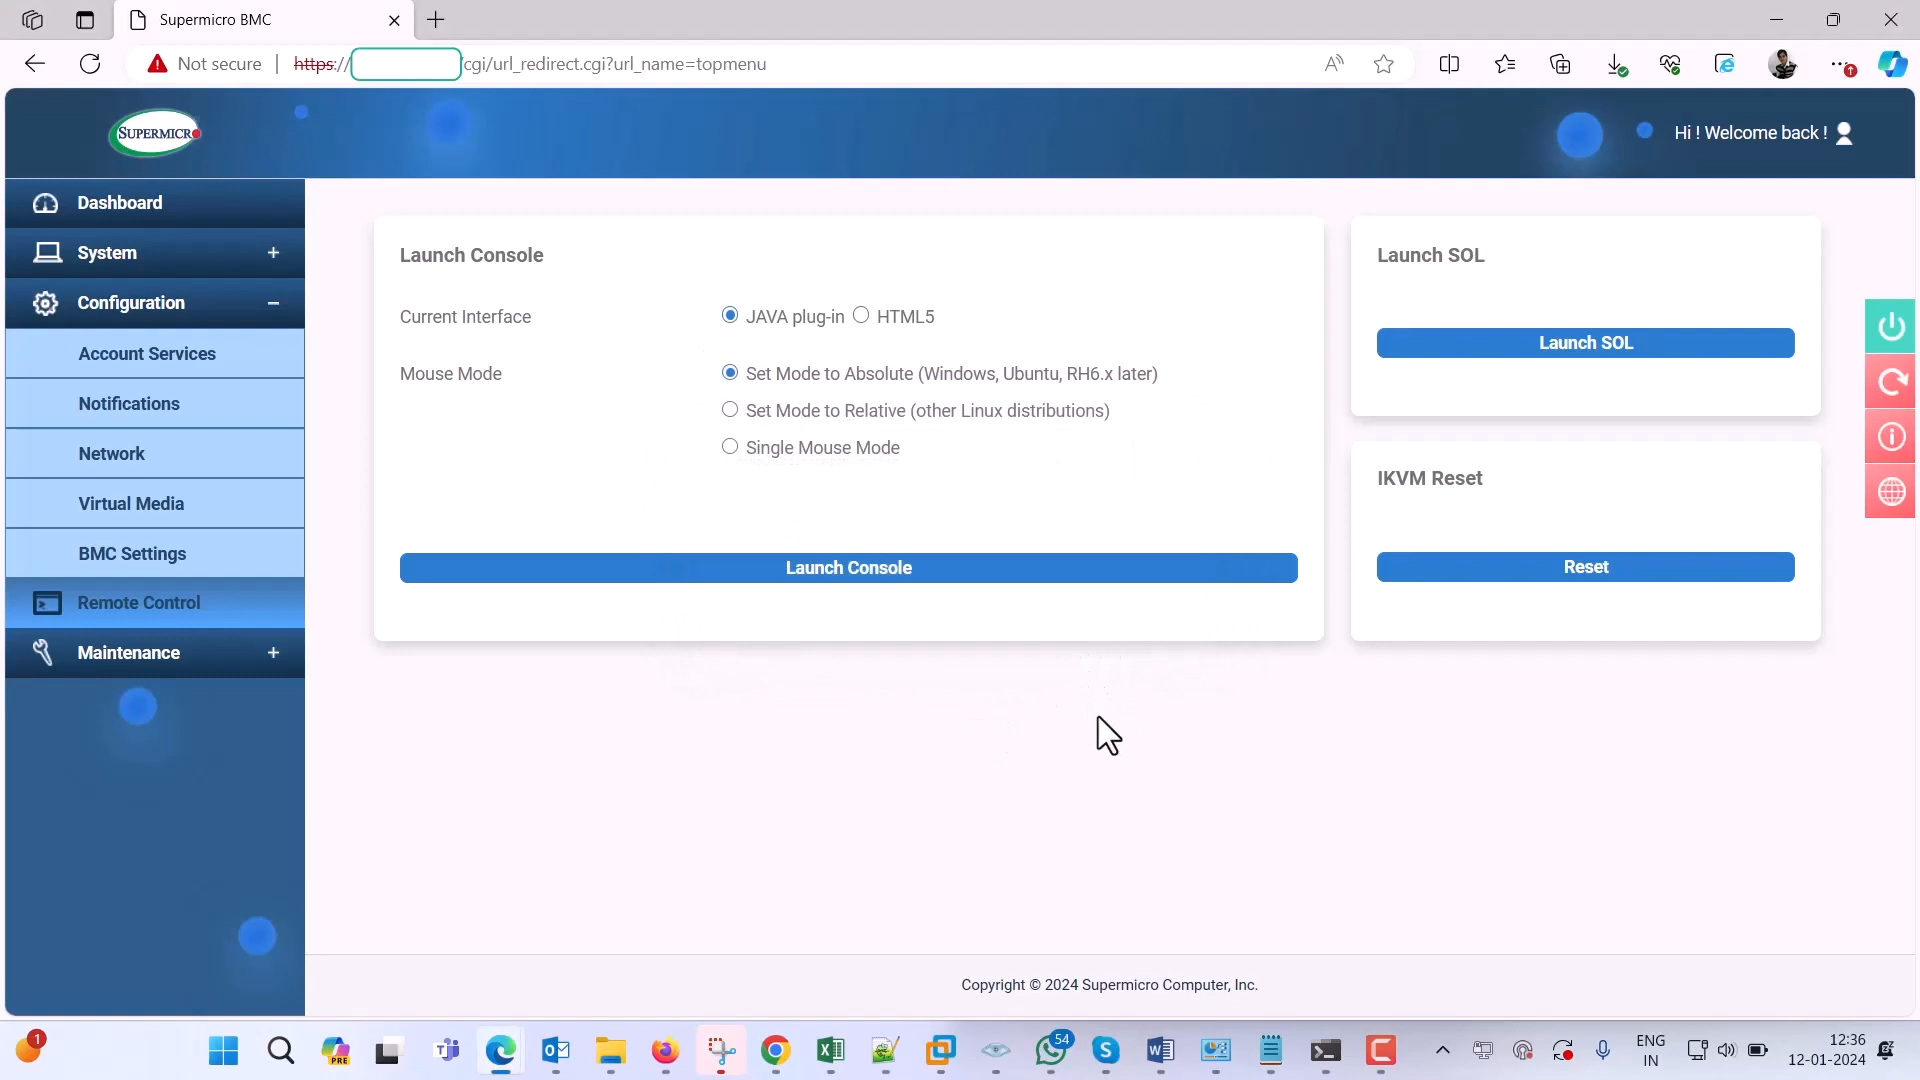 Supermicro BMC
Not secure | https:// /cgi/url_redirect.cgi?url_name=topmenu
SUPERMICRO
Hi ! Welcome back !
Dashboard
System
Configuration
Account Services
Notifications
Network
Virtual Media
BMC Settings
Remote Control
Maintenance
Launch Console
Current Interface
JAVA plug-in
HTML5
Mouse Mode
Set Mode to Absolute (Windows, Ubuntu, RH6.x later)
Set Mode to Relative (other Linux distributions)
Single Mouse Mode
Launch Console
Launch SOL
Launch SOL
IKVM Reset
Reset
Copyright © 2024 Supermicro Computer, Inc.
1
PRE
54
ENG
IN
12:36
12-01-2024